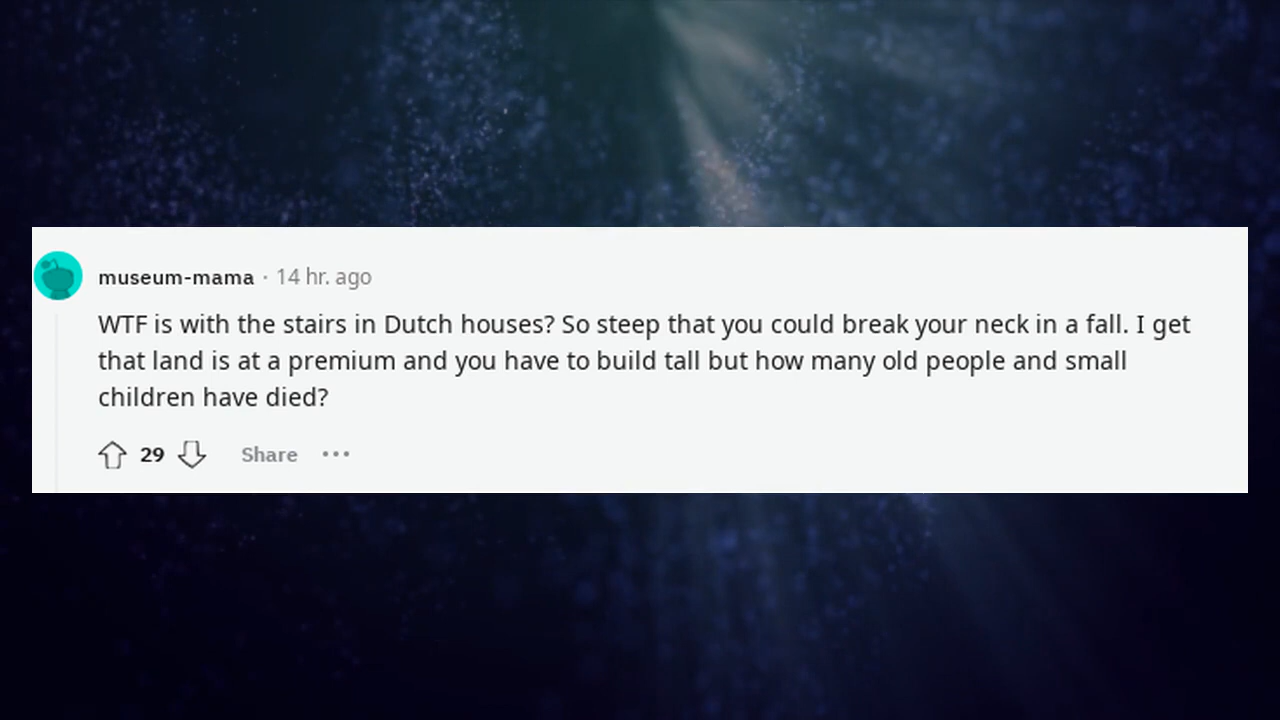 museum-mama · 14 hr. ago
WTF is with the stairs in Dutch houses? So steep that you could break your neck in a fall. I get
that land is at a premium and you have to build tall but how many old people and small
children have died?
29 Share •••